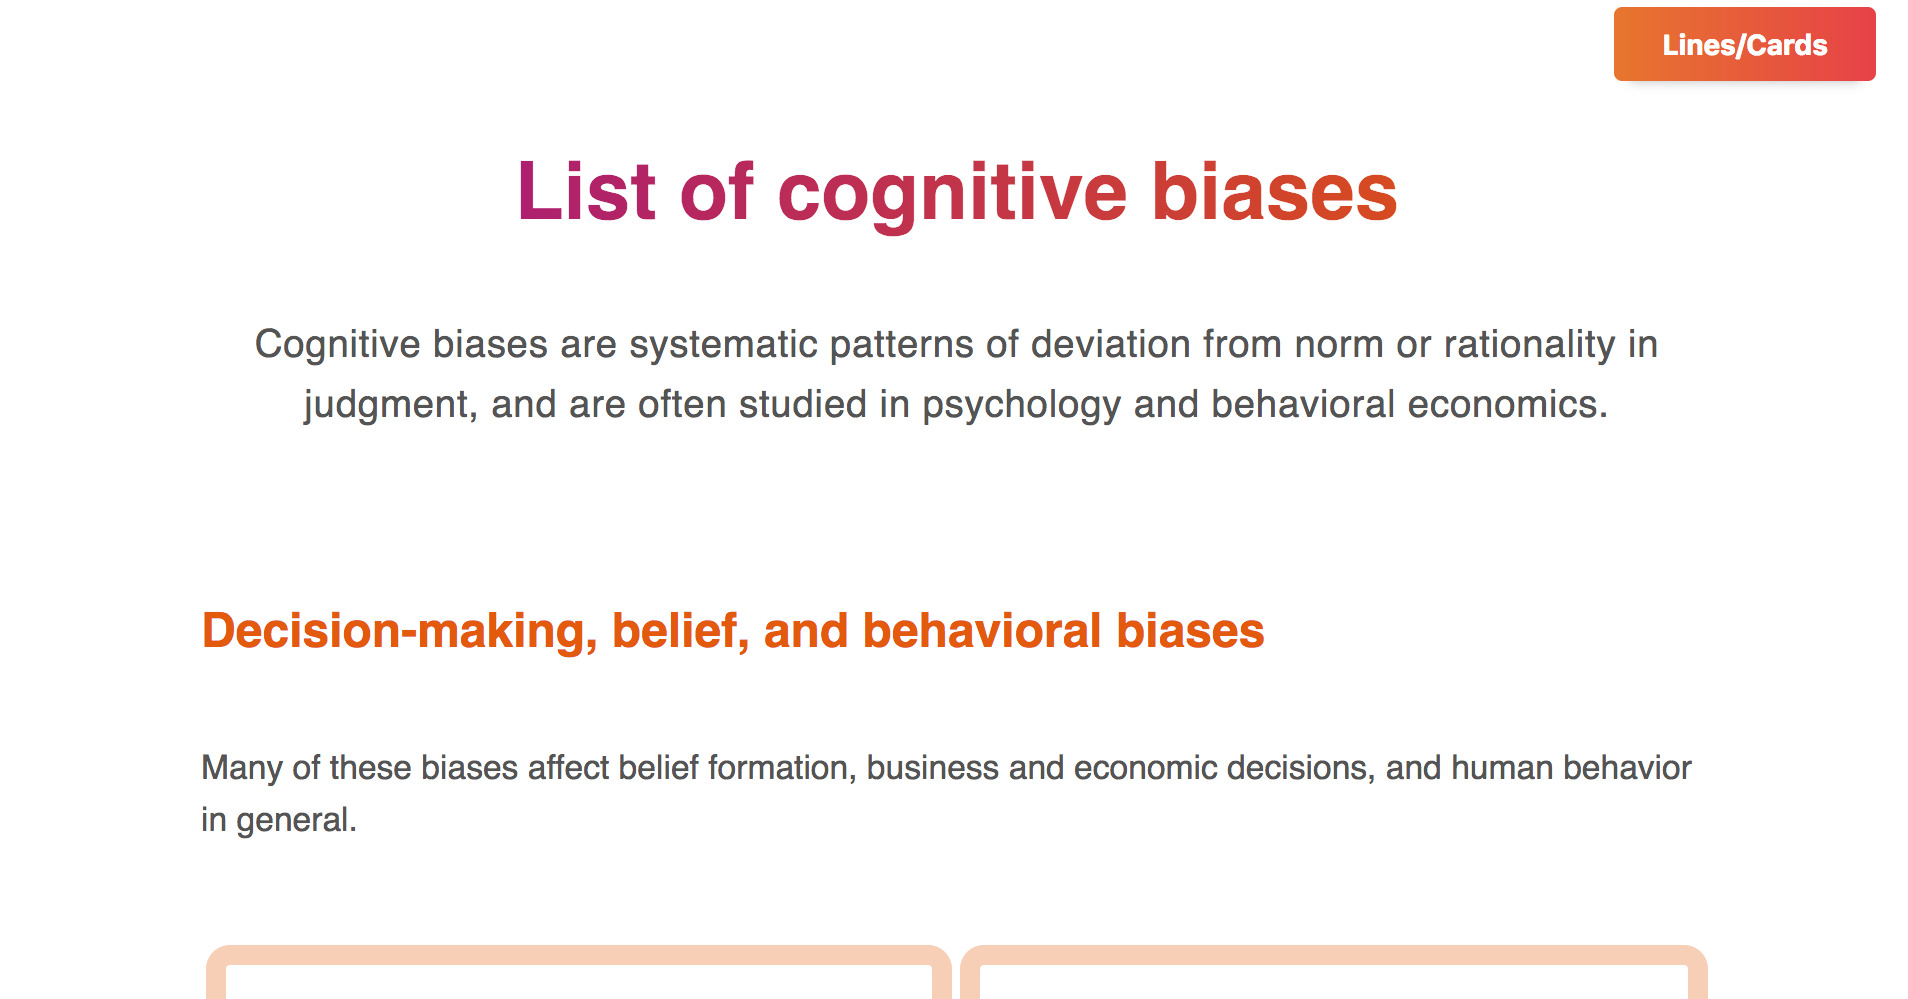 Lines/Cards
List of cognitive biases
Cognitive biases are systematic patterns of deviation from norm or rationality in
judgment, and are often studied in psychology and behavioral economics.
Decision-making, belief, and behavioral biases
Many of these biases affect belief formation, business and economic decisions, and human behavior
in general.